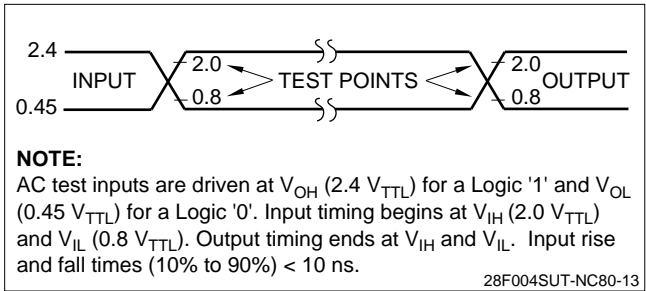 2.4
2.0 2.0
INPUT TEST POINTS OUTPUT
0.8 0.8
0.45
NOTE:
AC test inputs are driven at VOH (2.4 VTTL) for a Logic '1' and VOL
(0.45 VTTL) for a Logic '0'. Input timing begins at VIH (2.0 VTTL)
and VIL (0.8 VTTL). Output timing ends at VIH and VIL. Input rise
and fall times (10% to 90%) < 10 ns.
28F004SUT-NC80-13